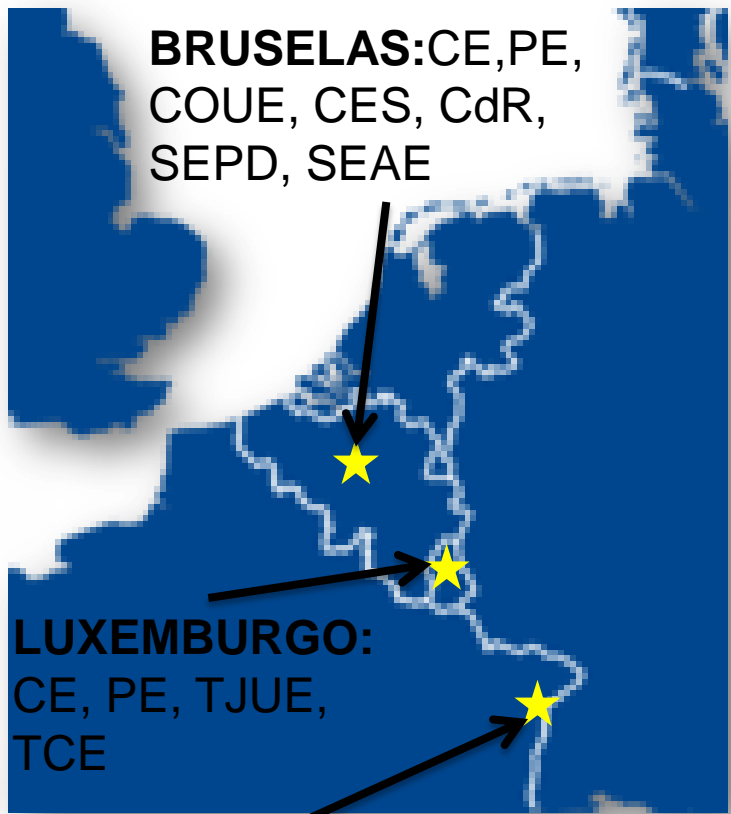 BRUSELAS:CE,PE,
COUE, CES, CdR,
SEPD, SEAE
LUXEMBURGO:
CE, PE, TJUE,
TCE